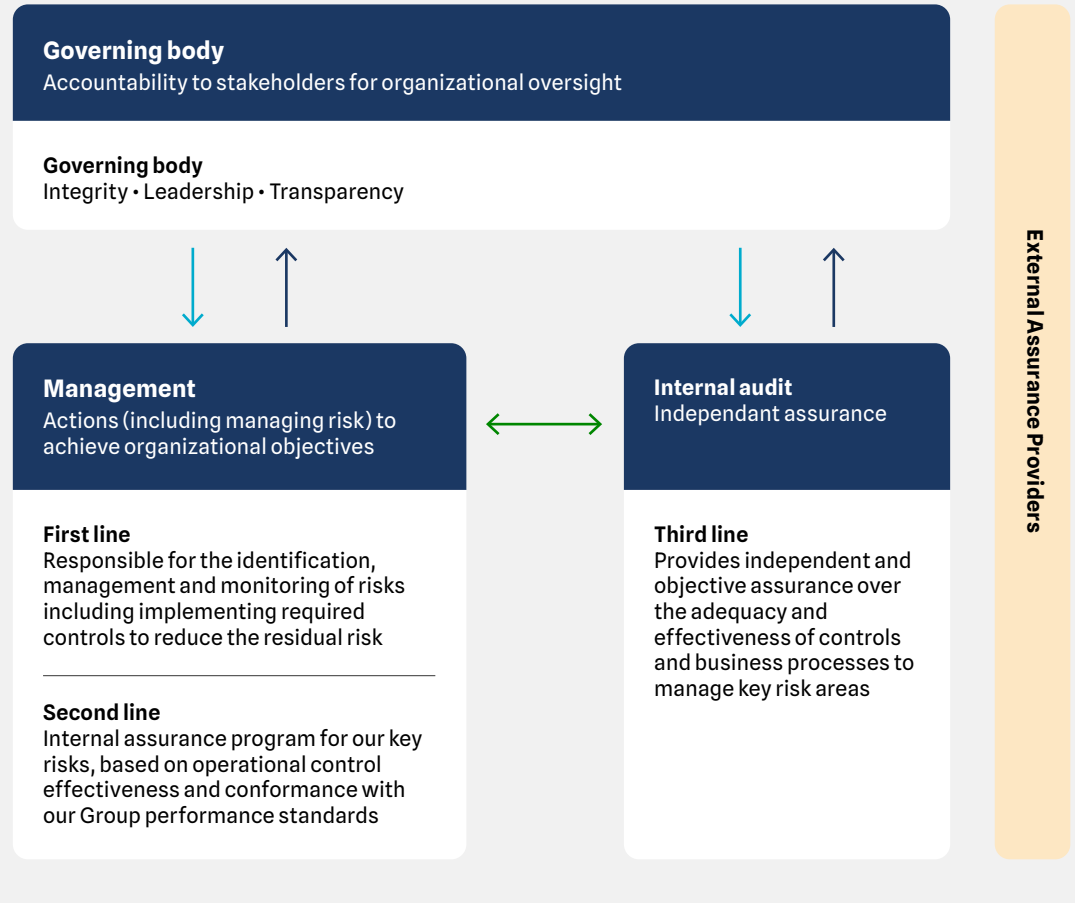 Governing body
Accountability to stakeholders for organizational oversight
Governing body
Integrity • Leadership • Transparency
Management
Actions (including managing risk) to
achieve organizational objectives
First line
Responsible for the identification,
management and monitoring of risks
including implementing required
controls to reduce the residual risk
Second line
Internal assurance program for our key
risks, based on operational control
effectiveness and conformance with
our Group performance standards
Internal audit
Independant assurance
Third line
Provides independent and
objective assurance over
the adequacy and
effectiveness of controls
and business processes to
manage key risk areas
External Assurance Providers